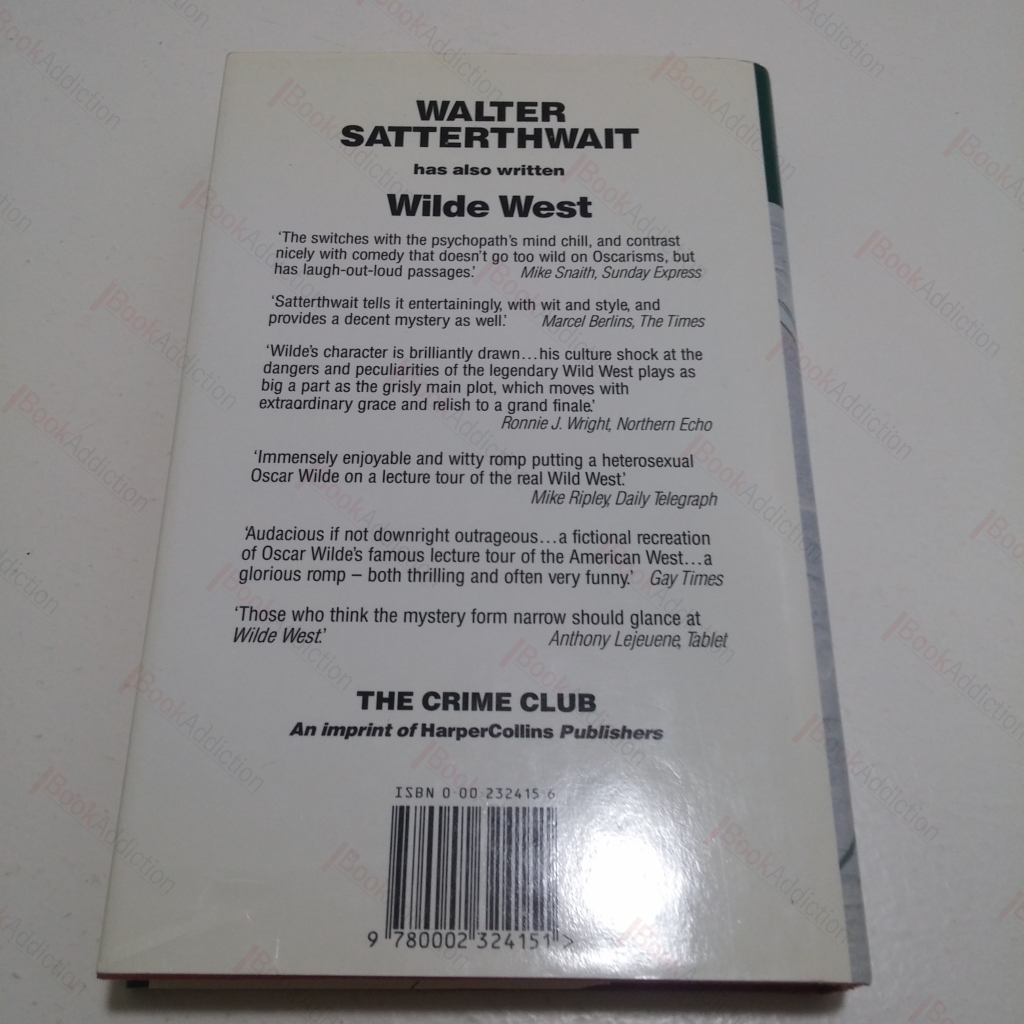 WALTER
SATTERTHWAIT
has also written
Wilde West
'The switches with the psychopath's mind chill, and contrast
nicely with comedy that doesn't go too wild on Oscarisms, but
has laugh-out-loud passages.' Mike Snaith, Sunday Express
'Satterthwait tells it entertainingly, with wit and style, and
provides a decent mystery as well.' Marcel Berlins, The Times
'Wilde's character is brilliantly drawn...his culture shock at the
dangers and peculiarities of the legendary Wild West plays as
big a part as the grisly main plot, which moves with
extraordinary grace and relish to a grand finale.'
Ronnie J. Wright, Northern Echo
'Immensely enjoyable and witty romp putting a heterosexual
Oscar Wilde on a lecture tour of the real Wild West.'
Mike Ripley, Daily Telegraph
'Audacious if not downright outrageous...a fictional recreation
of Oscar Wilde's famous lecture tour of the American West...a
glorious romp – both thrilling and often very funny.' Gay Times
'Those who think the mystery form narrow should glance at
Wilde West.' Anthony Lejeuene, Tablet
THE CRIME CLUB
An imprint of HarperCollins Publishers
ISBN 0-00-232415-6
9 780002 324151 >
BookAddiction